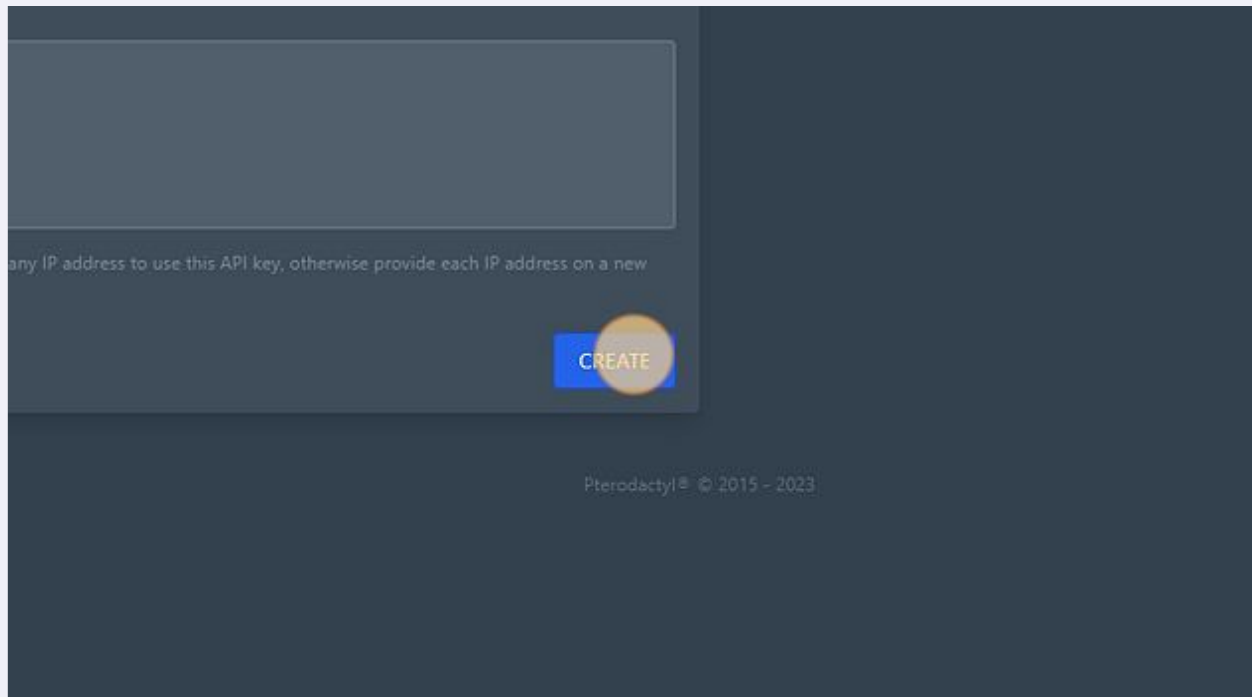 any IP address to use this API key, otherwise provide each IP address on a new
CREATE
Pterodactyl® © 2015 - 2023